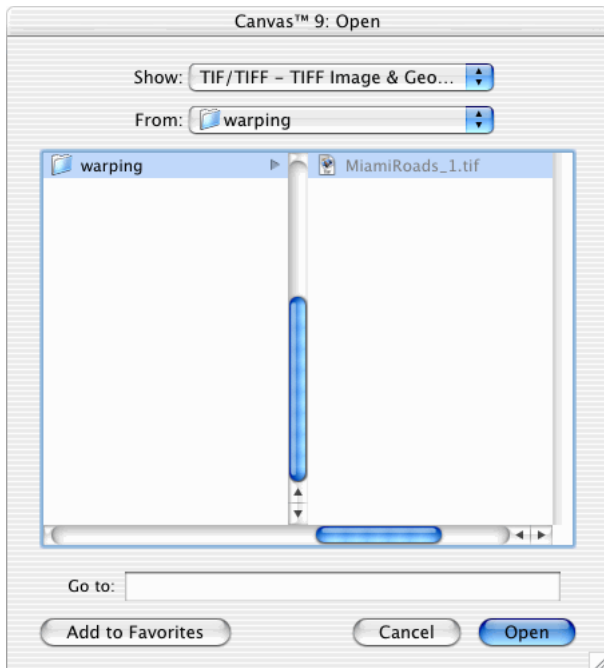 Canvas™ 9: Open
Show: TIF/TIFF – TIFF Image & Geo...
From: warping
warping MiamiRoads_1.tif
Go to:
Add to Favorites Cancel Open